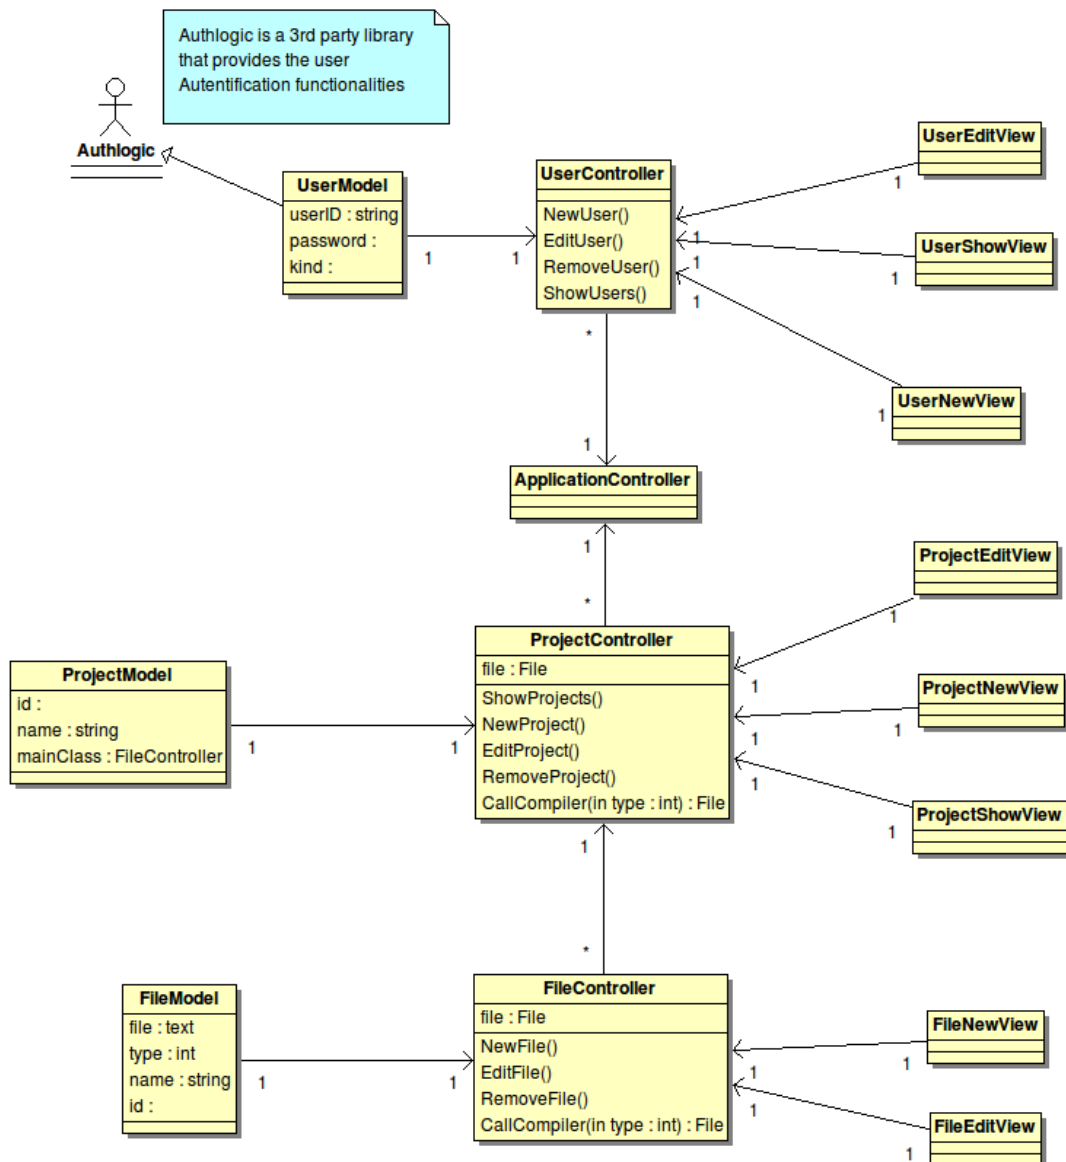 Authlogic is a 3rd party library
that provides the user
Autentification functionalities
Authlogic
UserModel
userID : string
password :
kind :
1
1
UserController
NewUser()
EditUser()
RemoveUser()
ShowUsers()
1
1
1
UserEditView
1
UserShowView
1
UserNewView
1
*
1
ApplicationController
1
*
ProjectModel
id :
name : string
mainClass : FileController
1
1
ProjectController
file : File
ShowProjects()
NewProject()
EditProject()
RemoveProject()
CallCompiler(in type : int) : File
1
1
1
ProjectEditView
1
ProjectNewView
1
ProjectShowView
1
1
*
FileModel
file : text
type : int
name : string
id :
1
1
FileController
file : File
NewFile()
EditFile()
RemoveFile()
CallCompiler(in type : int) : File
1
1
FileNewView
1
FileEditView
1